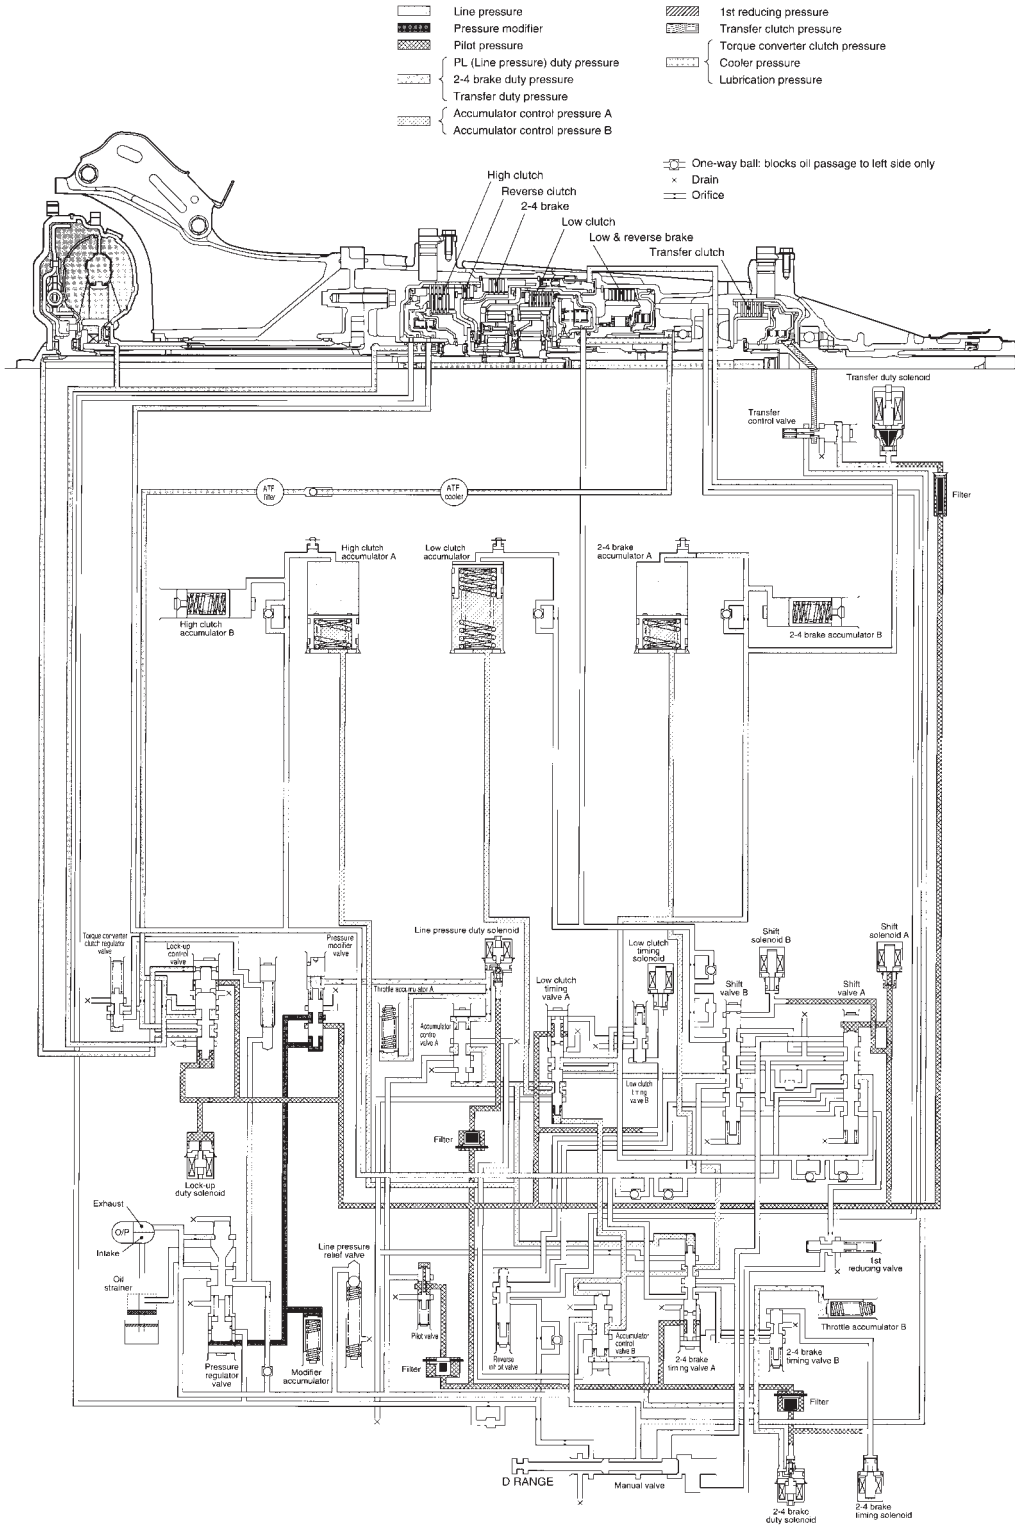 Line pressure
Pressure modifier
Pilot pressure
PL (Line pressure) duty pressure
2-4 brake duty pressure
Transfer duty pressure
Accumulator control pressure A
Accumulator control pressure B
1st reducing pressure
Transfer clutch pressure
Torque converter clutch pressure
Cooler pressure
Lubrication pressure
One-way ball: blocks oil passage to left side only
Drain
Orifice
High clutch
Reverse clutch
2-4 brake
Low clutch
Low & reverse brake
Transfer clutch
Transfer duty solenoid
Transfer
control valve
ATF
filter
ATF
cooler
Filter
High clutch
accumulator A
Low clutch
accumulator
2-4 brake
accumulator A
High clutch
accumulator B
2-4 brake accumulator B
Torque converter
clutch regulator
valve
Lock-up
control
valve
Pressure
modifier
valve
Line pressure duty solenoid
Low clutch
timing
solenoid
Shift
solenoid B
Shift
solenoid A
Throttle accumulator A
Low clutch
timing
valve A
Shift
valve B
Shift
valve A
Accumulator
control
valve A
Low clutch
timing
valve B
Filter
Lock-up
duty solenoid
Exhaust
O/P
Intake
Oil
strainer
Line pressure
relief valve
1st
reducing valve
Pilot valve
Throttle accumulator B
Pressure
regulator
valve
Modifier
accumulator
Filter
Reverse
inhibit valve
Accumulator
control
valve B
2-4 brake
timing valve A
2-4 brake
timing valve B
Filter
D RANGE
Manual valve
2-4 brake
duty solenoid
2-4 brake
timing solenoid